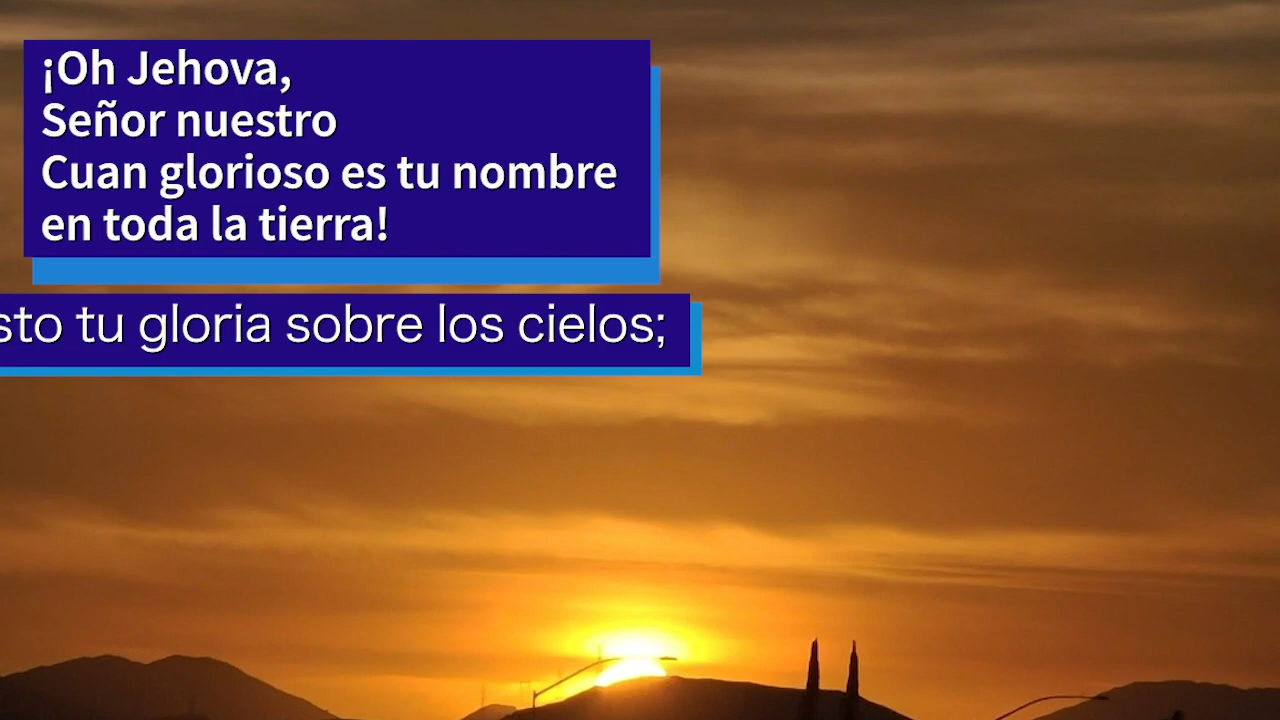 ¡Oh Jehova,
Señor nuestro
Cuan glorioso es tu nombre
en toda la tierra!
sto tu gloria sobre los cielos;